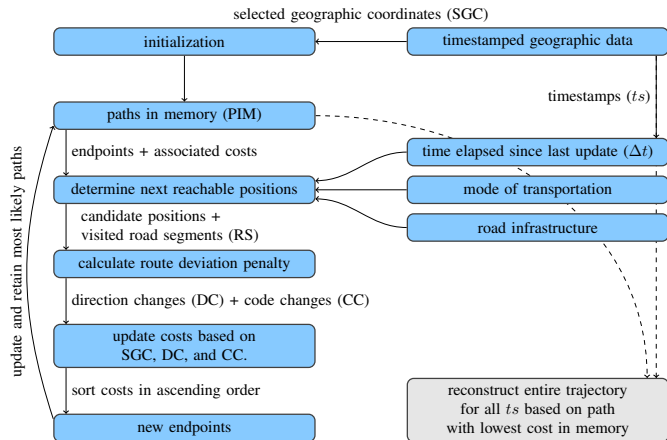 selected geographic coordinates (SGC)
initialization
timestamped geographic data
timestamps (ts)
paths in memory (PIM)
endpoints + associated costs
time elapsed since last update (Δt)
determine next reachable positions
mode of transportation
candidate positions +
visited road segments (RS)
road infrastructure
calculate route deviation penalty
direction changes (DC) + code changes (CC)
update costs based on
SGC, DC, and CC.
sort costs in ascending order
new endpoints
update and retain most likely paths
reconstruct entire trajectory
for all ts based on path
with lowest cost in memory